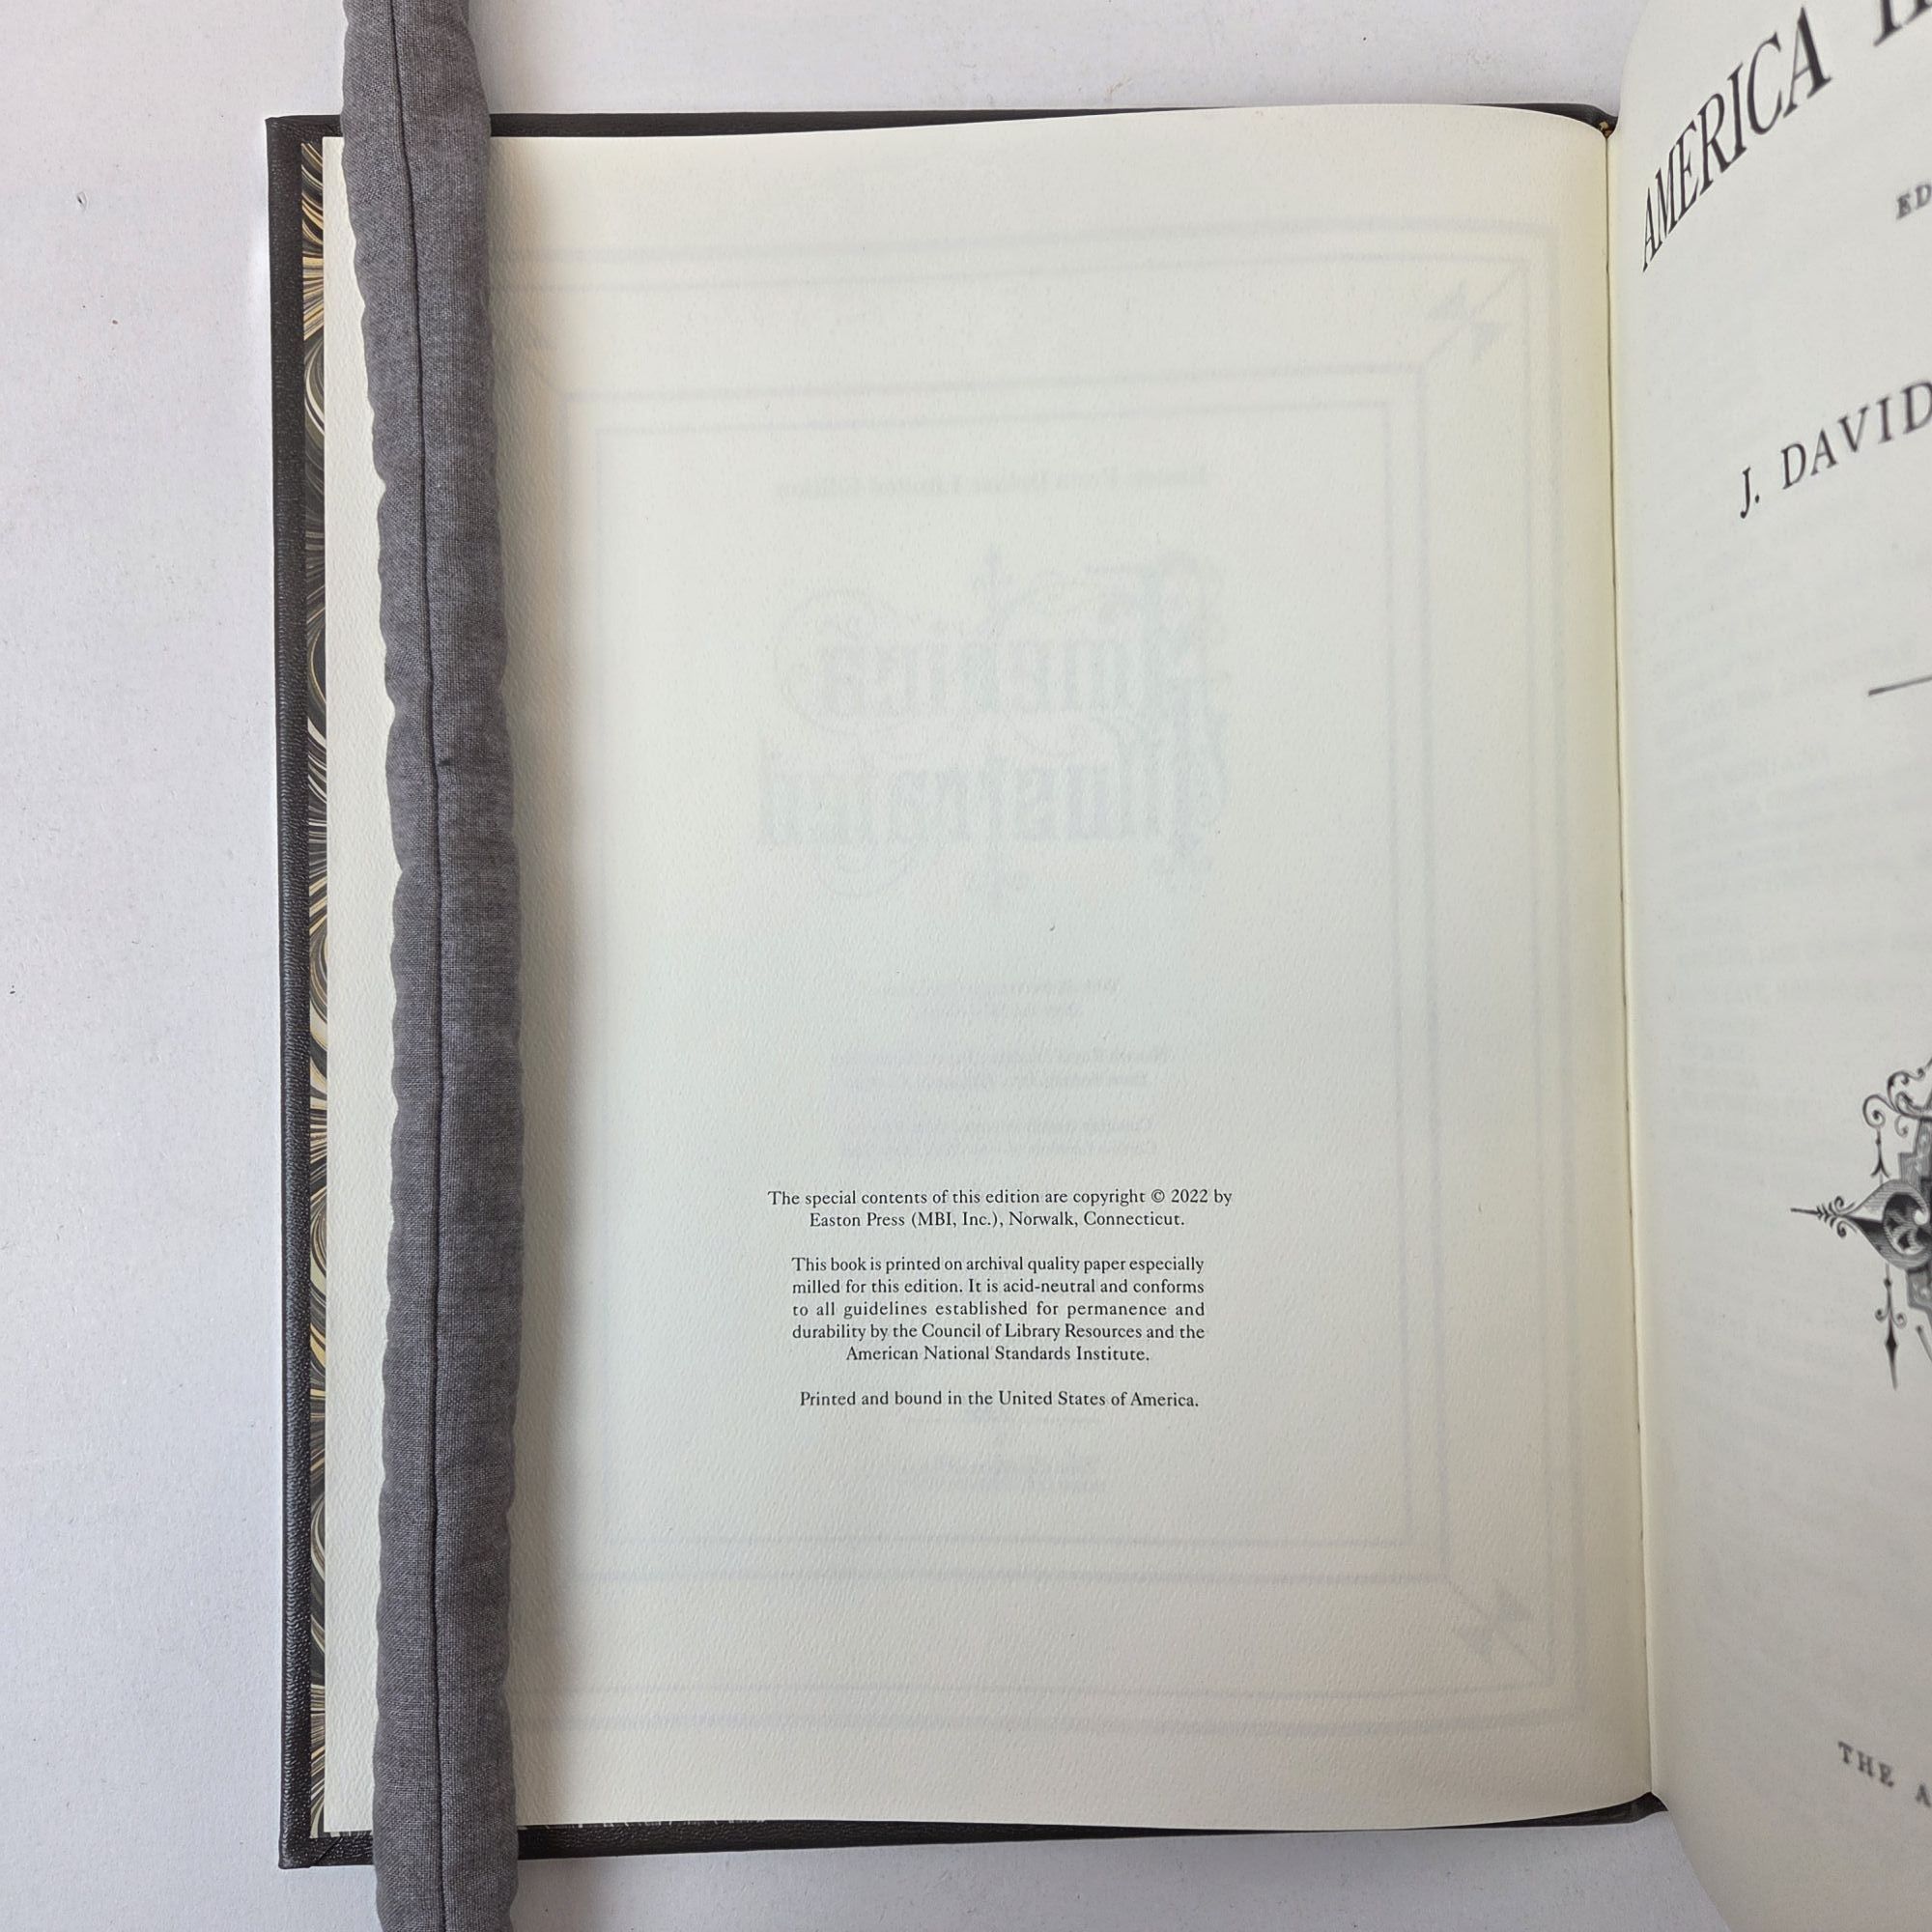 The special contents of this edition are copyright © 2022 by
Easton Press (MBI, Inc.), Norwalk, Connecticut.
This book is printed on archival quality paper especially
milled for this edition. It is acid-neutral and conforms
to all guidelines established for permanence and
durability by the Council of Library Resources and the
American National Standards Institute.
Printed and bound in the United States of America.
AMERICA
ED
J. DAVID
THE A